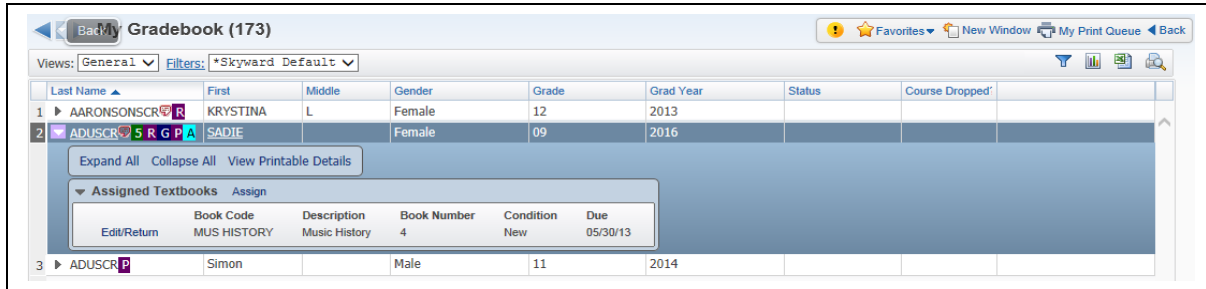 Back My Gradebook (173) Favorites New Window My Print Queue Back
Views: General Filters: *Skyward Default
Last Name First Middle Gender Grade Grad Year Status Course Dropped?
1 AARONSONSCR R KRYSTINA L Female 12 2013
2 ADUSCR 5 R G P A SADIE Female 09 2016
Expand All Collapse All View Printable Details
Assigned Textbooks Assign
Book Code Description Book Number Condition Due
Edit/Return MUS HISTORY Music History 4 New 05/30/13
3 ADUSCR P Simon Male 11 2014